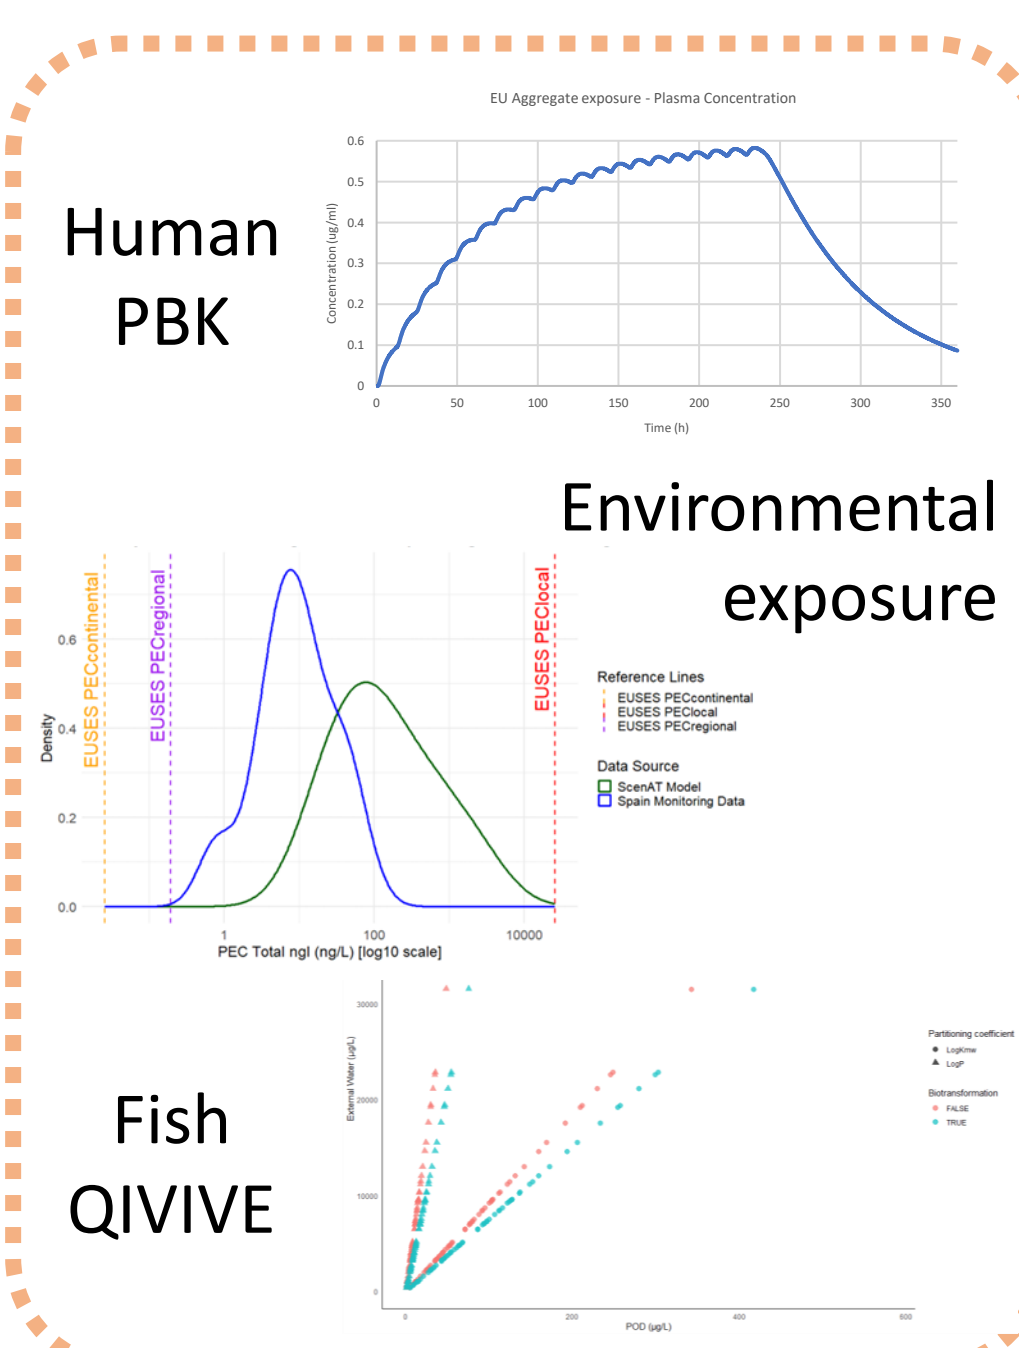 EU Aggregate exposure - Plasma Concentration
Human
PBK
Concentration (ug/ml)
0.6
0.5
0.4
0.3
0.2
0.1
0
0 50 100 150 200 250 300 350
Time (h)
Environmental
exposure
EUSES PECcontinental
EUSES PECregional
EUSES PEClocal
Density
0.6
0.4
0.2
0.0
1 100 10000
PEC Total ngl (ng/L) [log10 scale]
Reference Lines
EUSES PECcontinental
EUSES PEClocal
EUSES PECregional
Data Source
ScenAT Model
Spain Monitoring Data
Fish
QIVIVE
External Water (µg/L)
30000
20000
10000
0
0 200 400 600
POD (µg/L)
Partitioning coefficient
LogKmw
LogP
Biotransformation
FALSE
TRUE